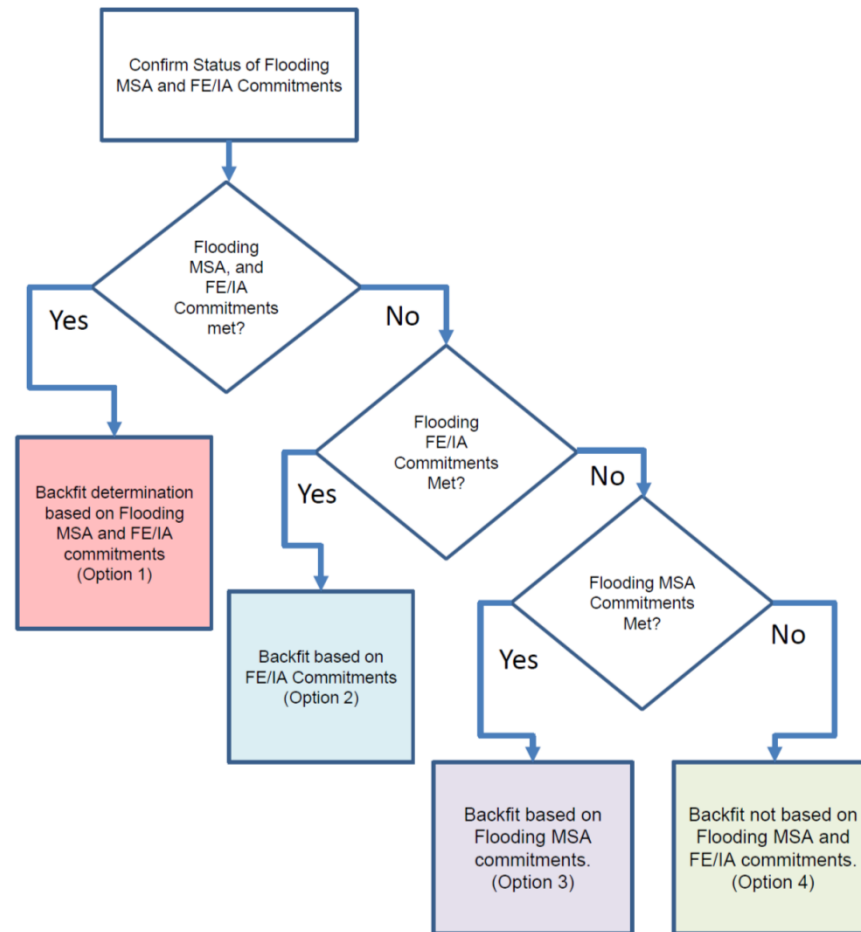 Confirm Status of Flooding
MSA and FE/IA Commitments
Flooding
MSA, and
FE/IA
Commitments
met?
Yes
No
Flooding
FE/IA
Commitments
Met?
Yes
No
Backfit determination
based on Flooding
MSA and FE/IA
commitments
(Option 1)
Flooding MSA
Commitments
Met?
Yes
No
Backfit based on
FE/IA Commitments
(Option 2)
Backfit based on
Flooding MSA
commitments.
(Option 3)
Backfit not based on
Flooding MSA and
FE/IA commitments.
(Option 4)